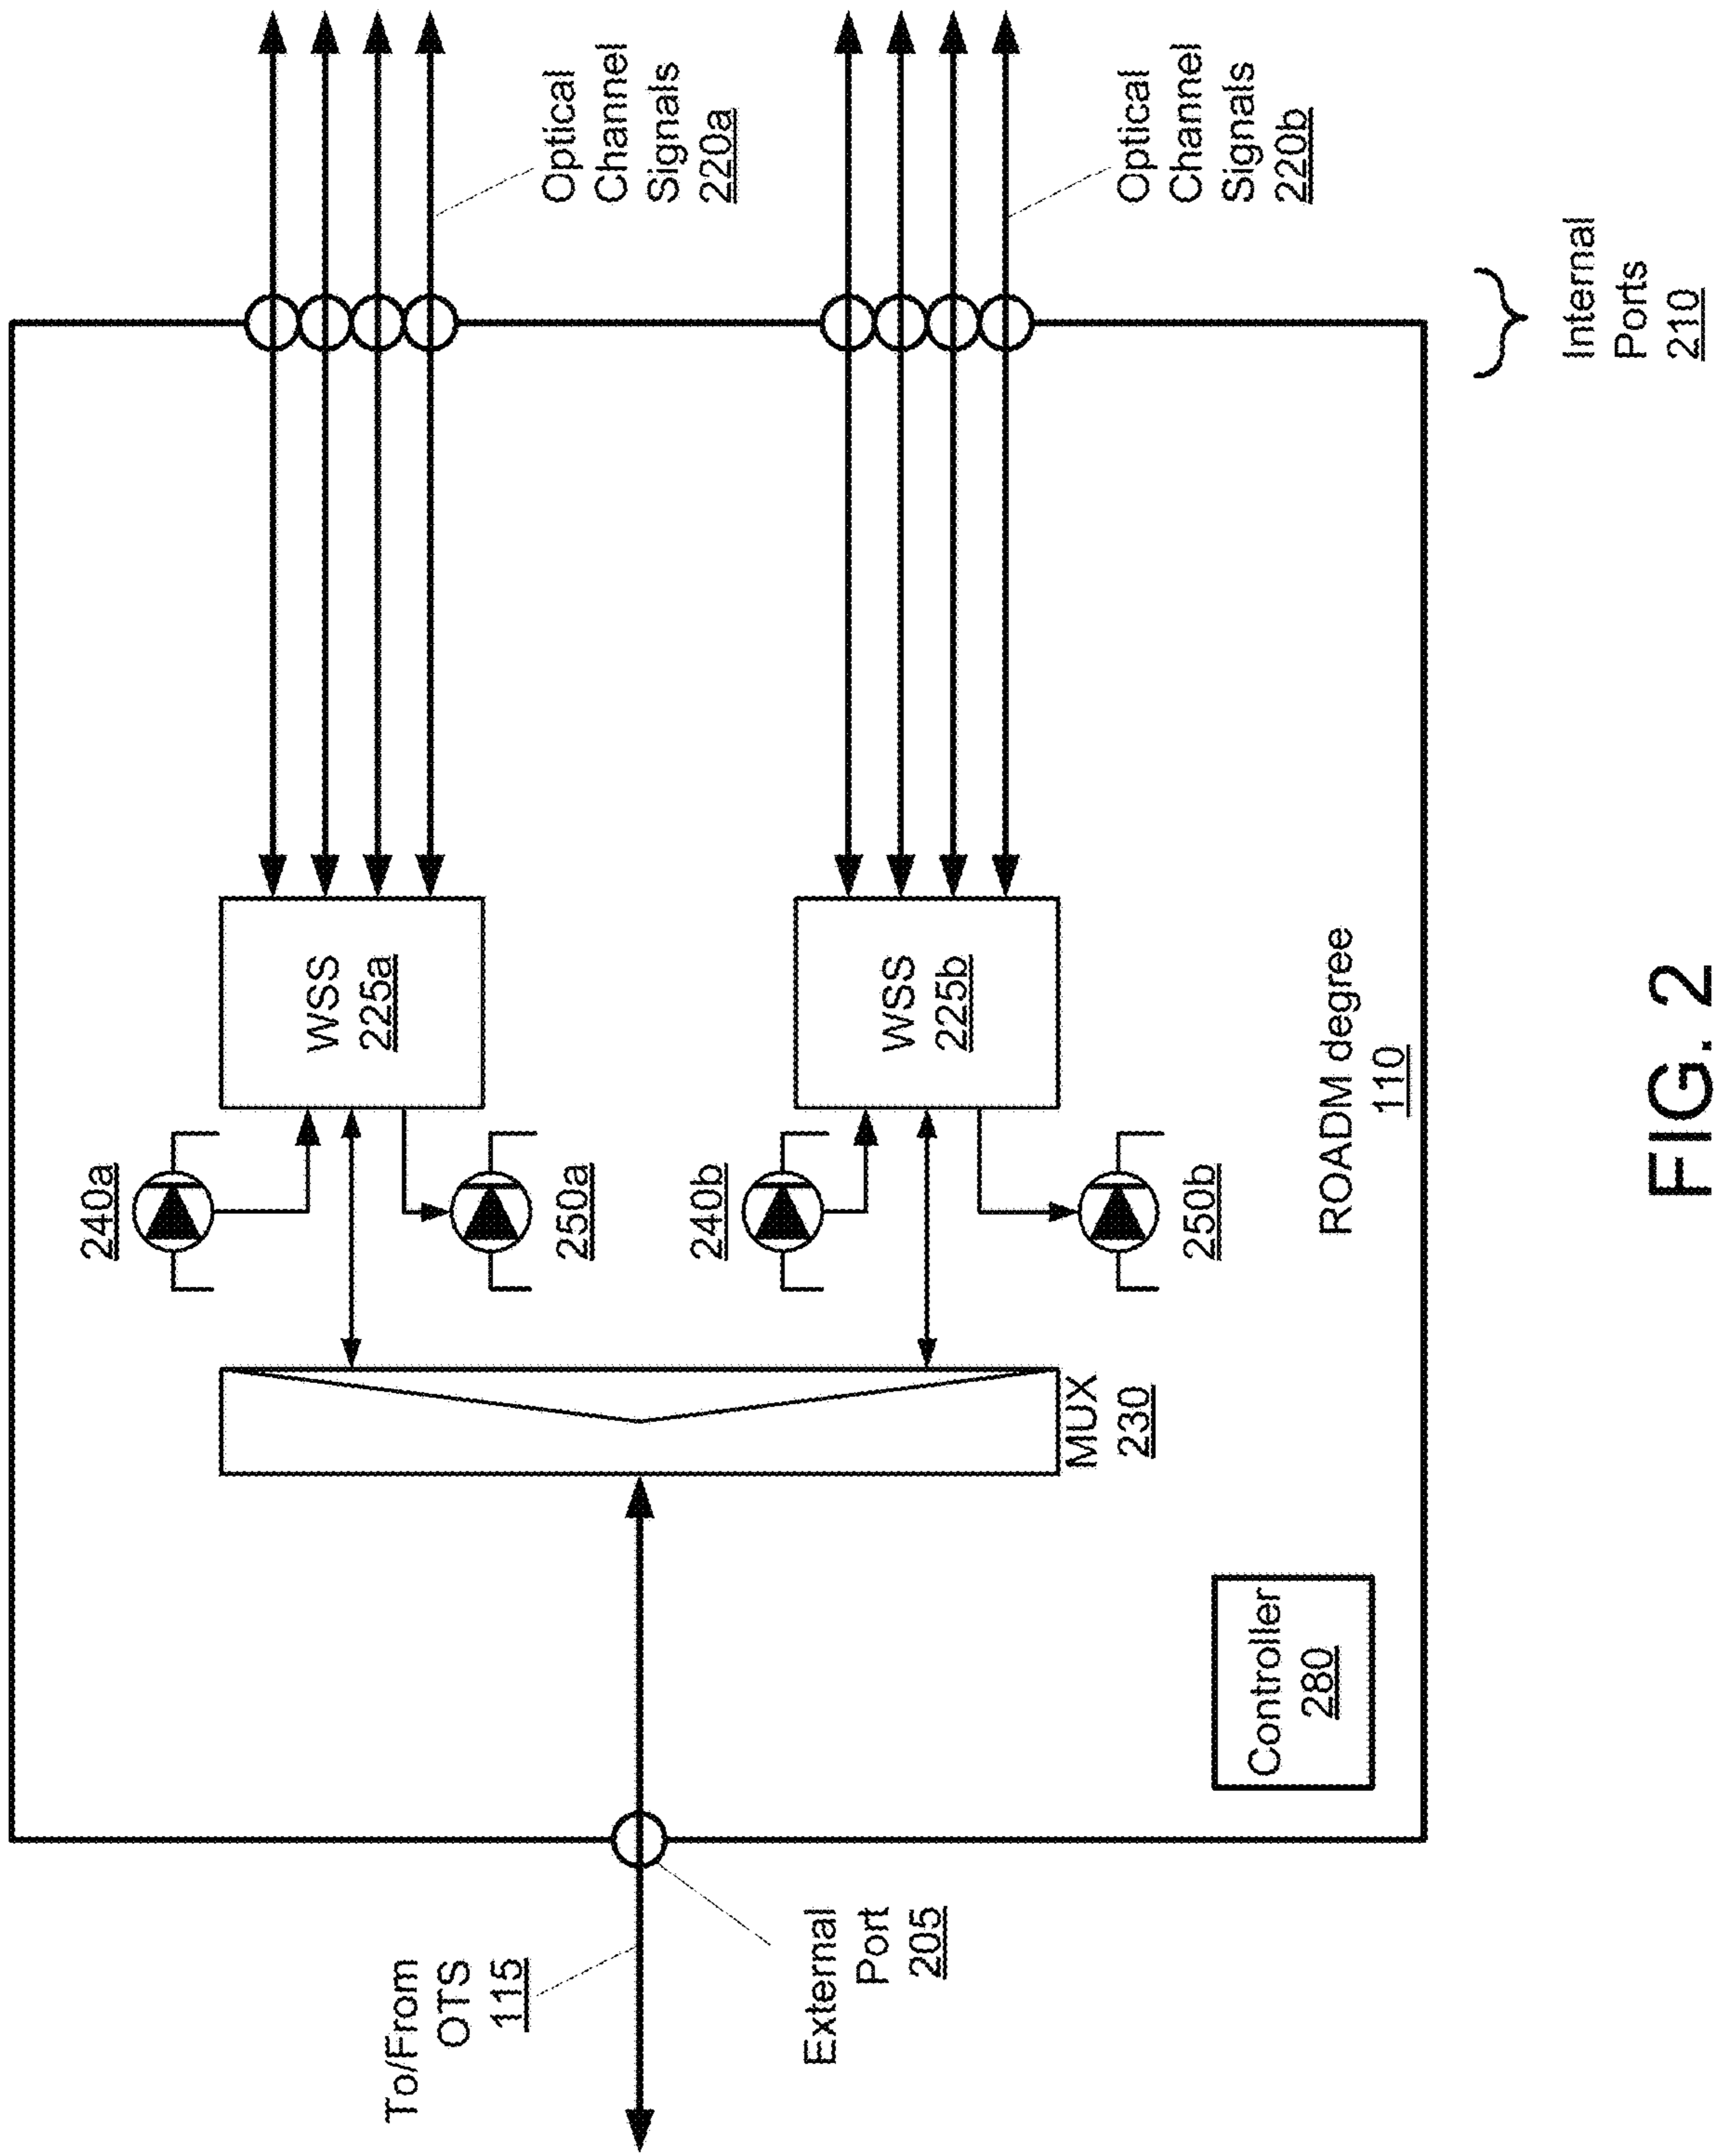 To/From
OTS
115
External
Port
205
Controller
280
MUX
230
240a
250a
240b
250b
WSS
225a
WSS
225b
ROADM degree
110
Optical
Channel
Signals
220a
Optical
Channel
Signals
220b
Internal
Ports
210
FIG. 2